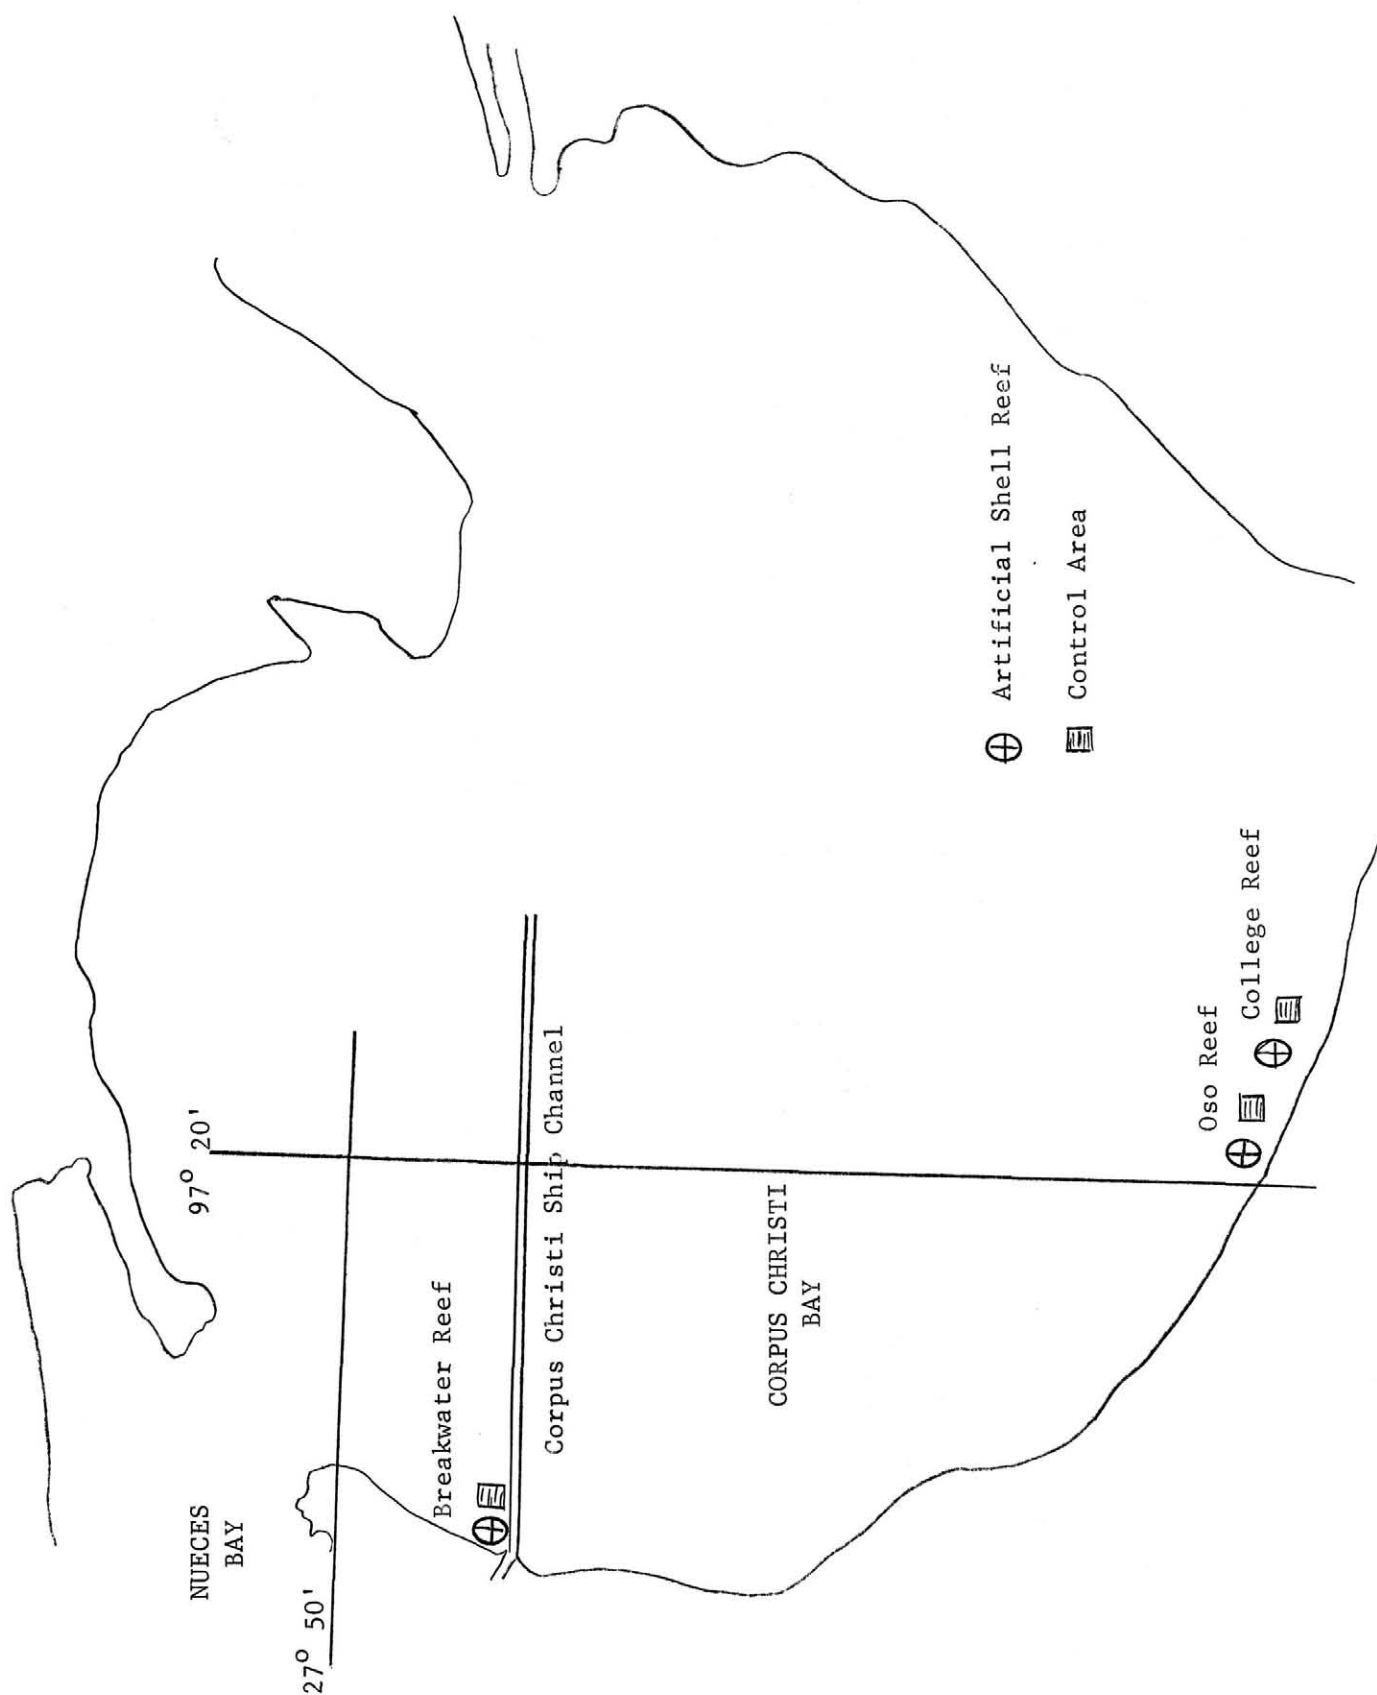 NUECES
BAY
97° 20'
27° 50'
Breakwater Reef
Corpus Christi Ship Channel
CORPUS CHRISTI
BAY
Artificial Shell Reef
Control Area
Oso Reef
College Reef